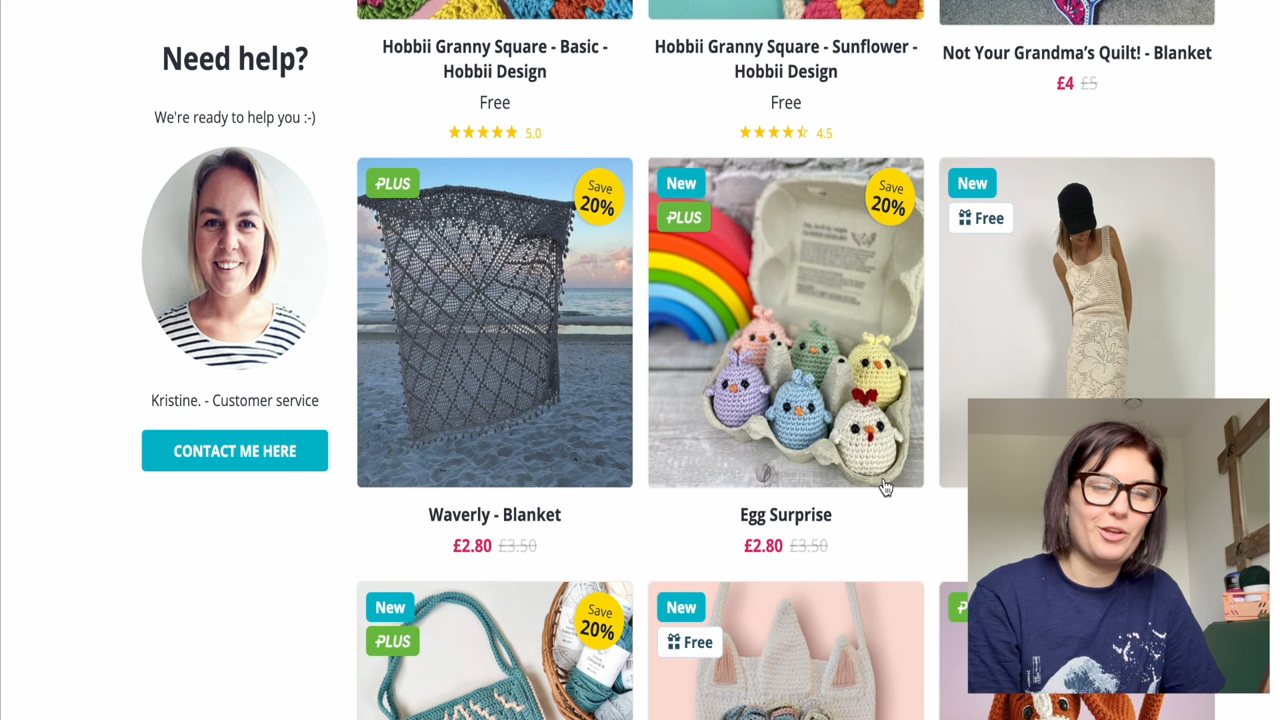 Need help?
We're ready to help you :-)
Kristine. - Customer service
CONTACT ME HERE
Hobbii Granny Square - Basic -
Hobbii Design
Free
5.0
Hobbii Granny Square - Sunflower -
Hobbii Design
Free
4.5
Not Your Grandma's Quilt! - Blanket
£4 £5
PLUS
Save
20%
Waverly - Blanket
£2.80 £3.50
New
PLUS
Save
20%
Egg Surprise
£2.80 £3.50
New
Free
New
PLUS
Save
20%
New
Free